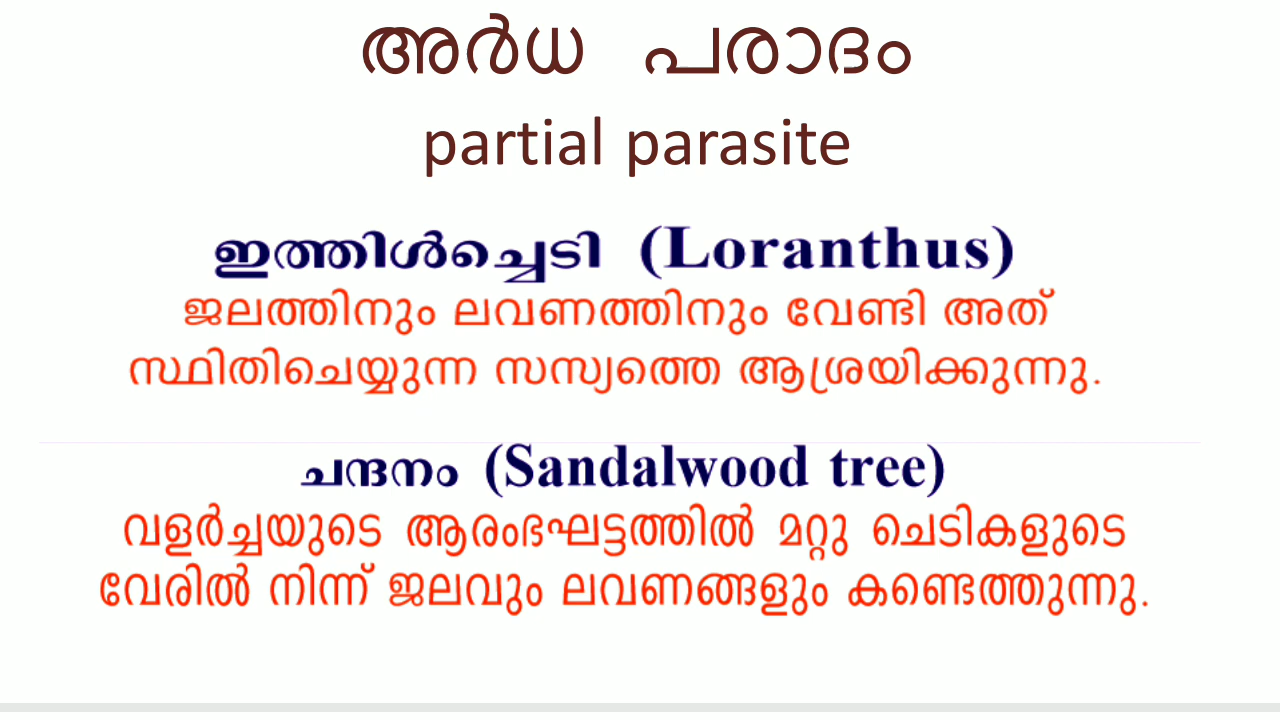 അർധ പരാദം
partial parasite
ഇത്തിൾച്ചെടി (Loranthus)
ജലത്തിനും ലവണത്തിനും വേണ്ടി അത്
സ്ഥിതിചെയ്യുന്ന സസ്യത്തെ ആശ്രയിക്കുന്നു.
ചന്ദനം (Sandalwood tree)
വളർച്ചയുടെ ആരംഭഘട്ടത്തിൽ മറ്റു ചെടികളുടെ
വേരിൽ നിന്ന് ജലവും ലവണങ്ങളും കണ്ടെത്തുന്നു.